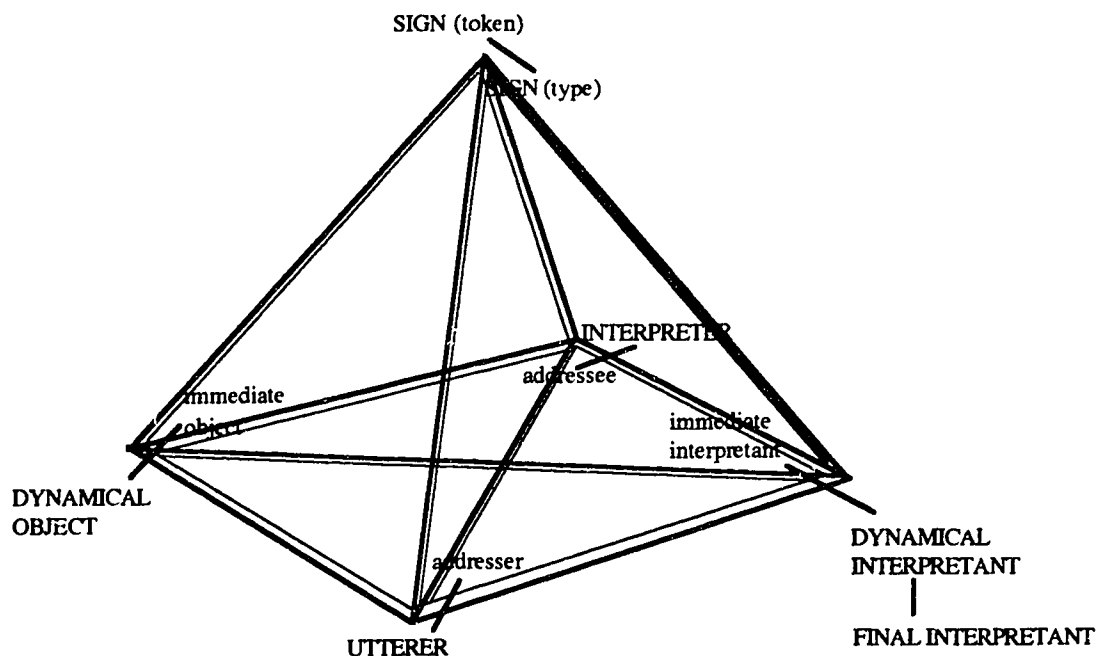 SIGN (token)
SIGN (type)
INTERPRETER
addressee
immediate
object
immediate
interpretant
DYNAMICAL
OBJECT
DYNAMICAL
INTERPRETANT
addresser
UTTERER
FINAL INTERPRETANT